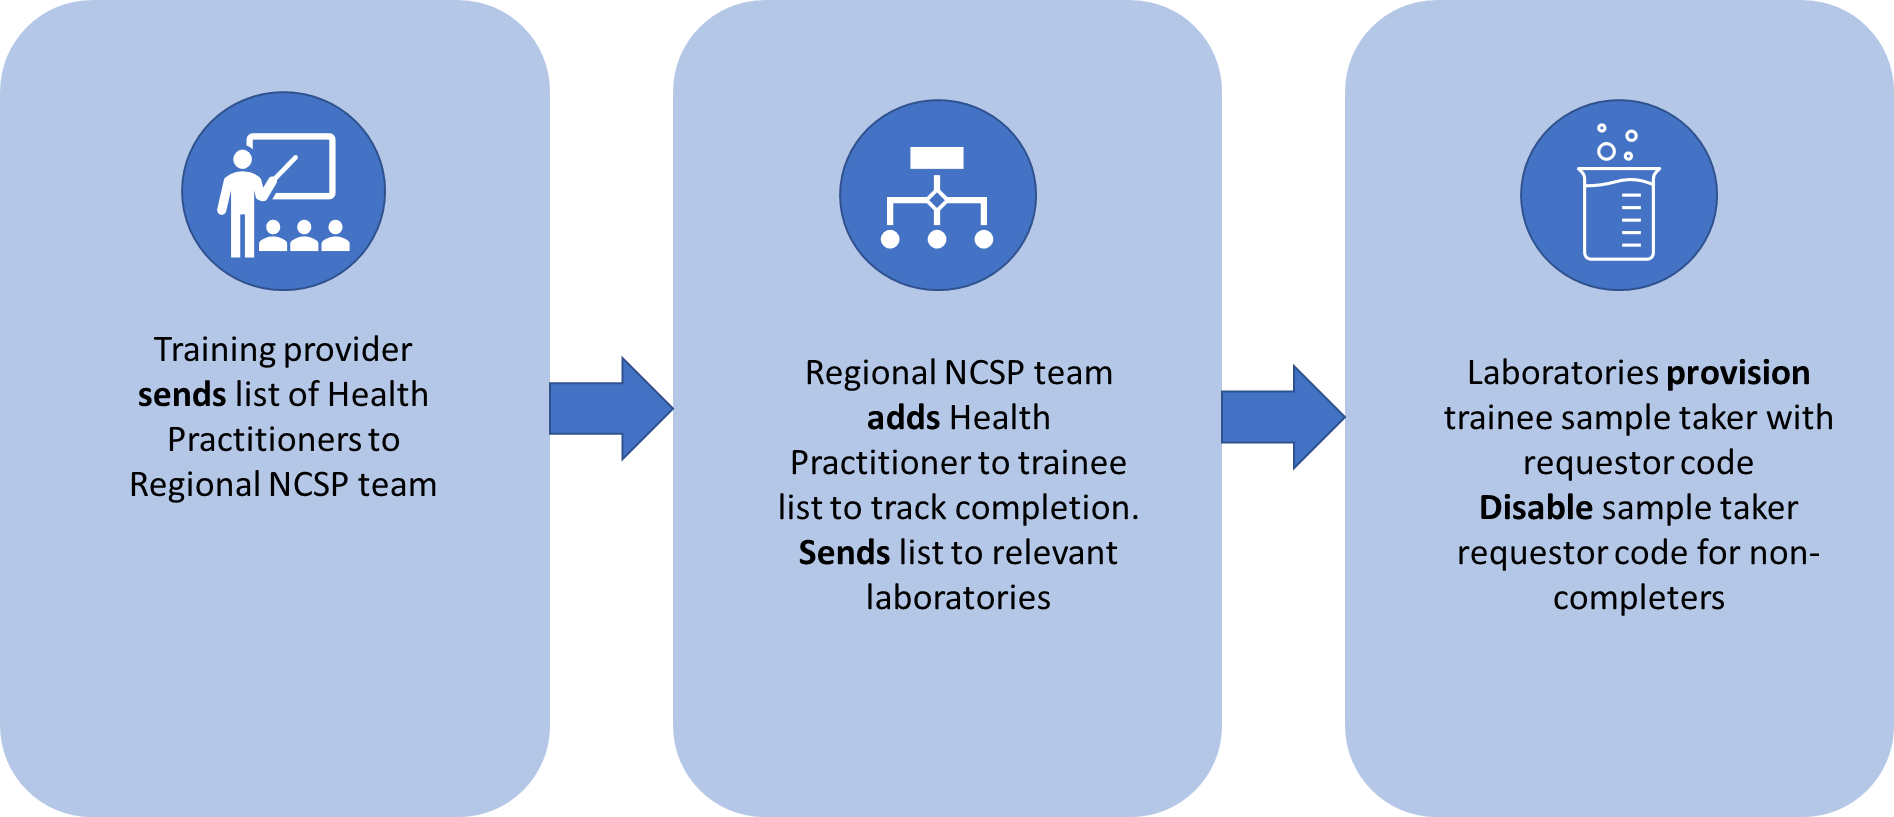 Training provider
sends list of Health
Practitioners to
Regional NCSP team
Regional NCSP team
adds Health
Practitioner to trainee
list to track completion.
Sends list to relevant
laboratories
Laboratories provision
trainee sample taker with
requestor code
Disable sample taker
requestor code for non-
completers